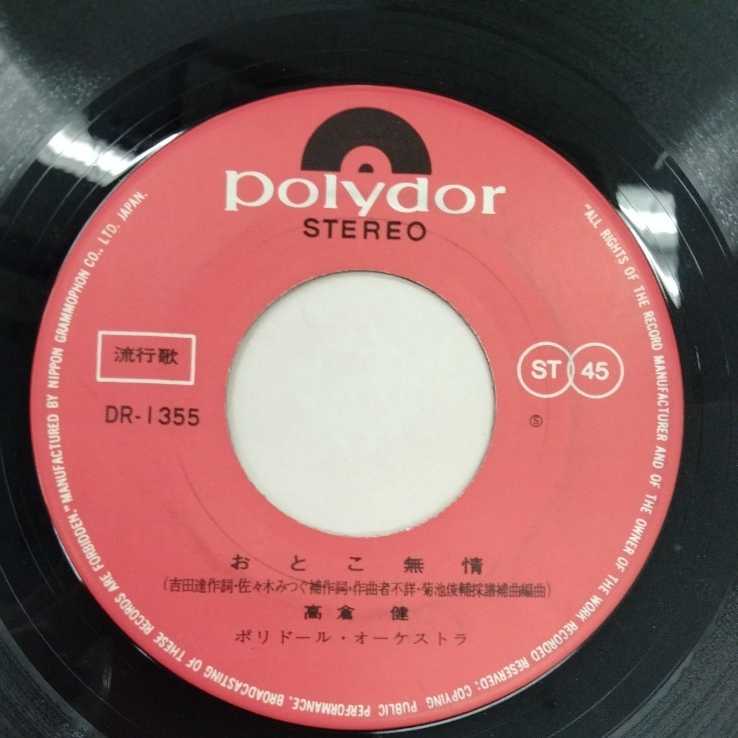 polydor
STEREO
流行歌
DR-1355
ST 45
Ⓢ
おとこ無情
(吉田達作詞・佐々木みつぐ補作詞・作曲者不詳・菊池俊輔採譜補曲編曲)
高倉健
ポリドール・オーケストラ
"ALL RIGHTS OF THE RECORD MANUFACTURER AND OF THE OWNER OF THE WORK RECORDED RESERVED: COPYING PUBLIC PERFORMANCE, BROADCASTING OF THESE RECORDS ARE FORBIDDEN." MANUFACTURED BY NIPPON GRAMMOPHON CO., LTD. JAPAN.